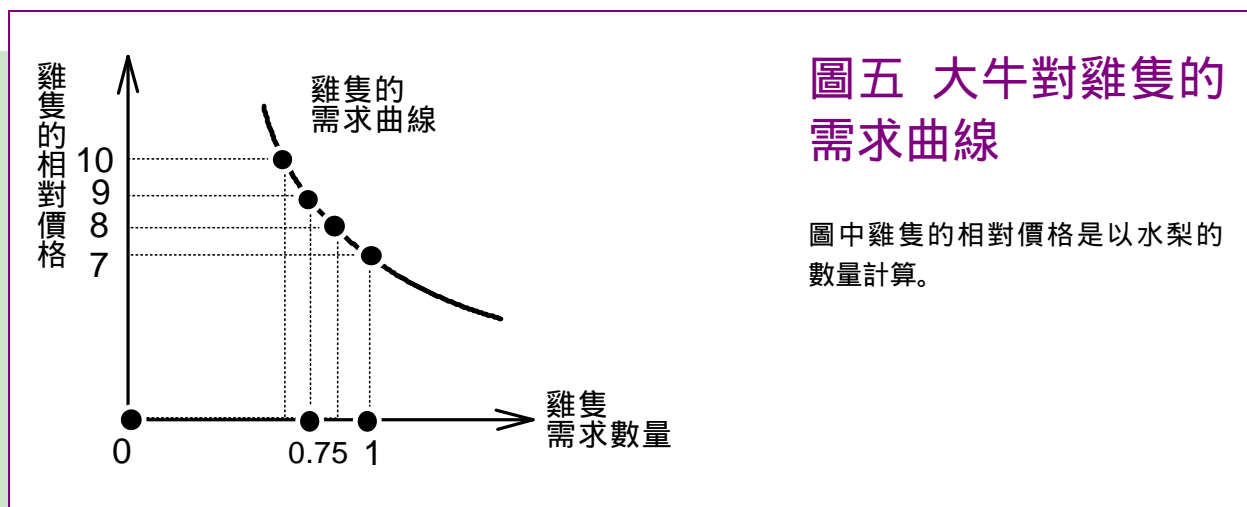 雞隻的相對價格
10
9
8
7
雞隻的
需求曲線
0
0.75
1
雞隻
需求數量
圖五 大牛對雞隻的
需求曲線
圖中雞隻的相對價格是以水梨的
數量計算。